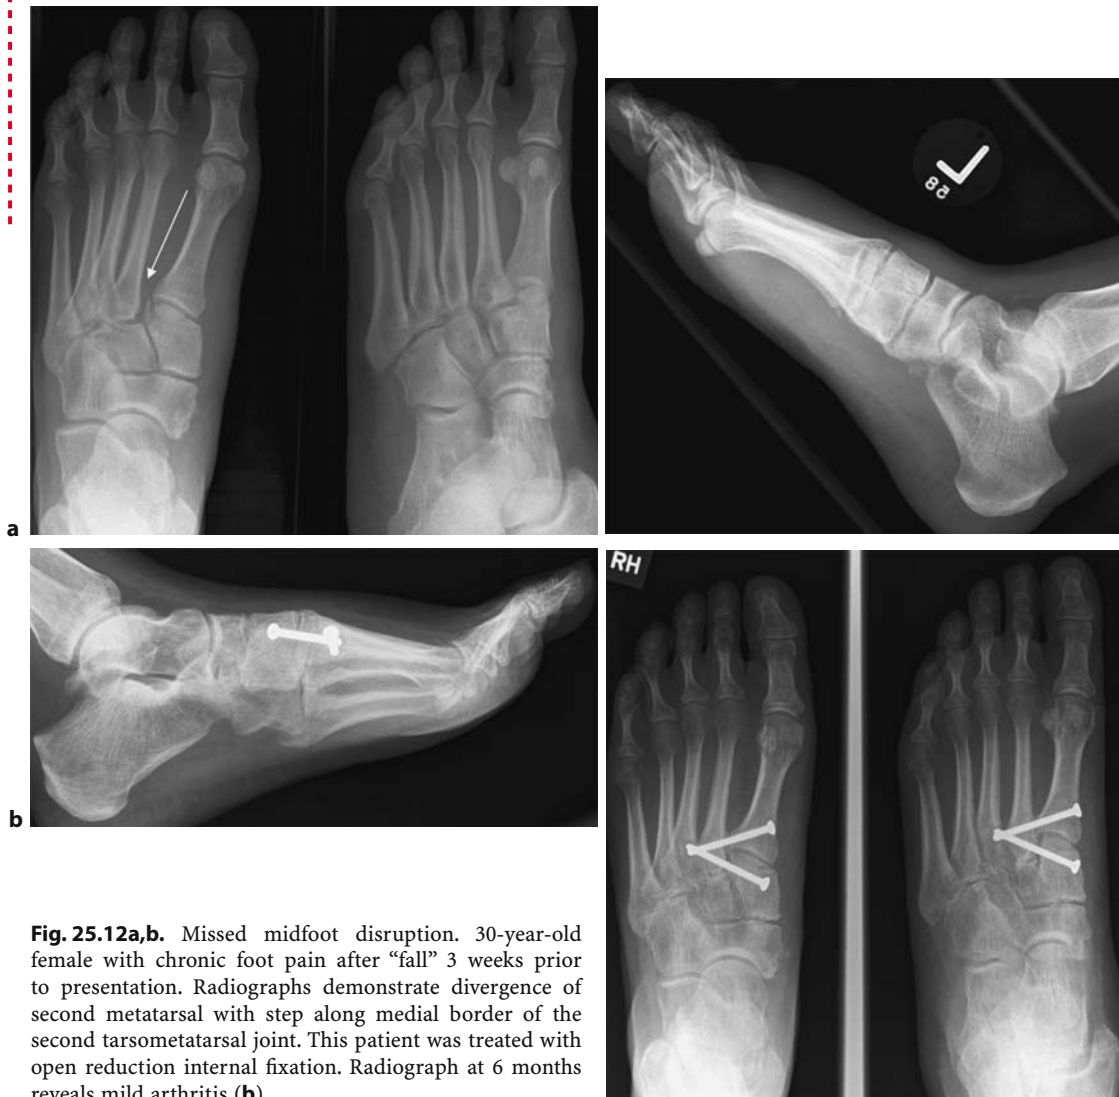 85
a
RH
b
Fig. 25.12a,b. Missed midfoot disruption. 30-year-old
female with chronic foot pain after “fall” 3 weeks prior
to presentation. Radiographs demonstrate divergence of
second metatarsal with step along medial border of the
second tarsometatarsal joint. This patient was treated with
open reduction internal fixation. Radiograph at 6 months
reveals mild arthritis (b)